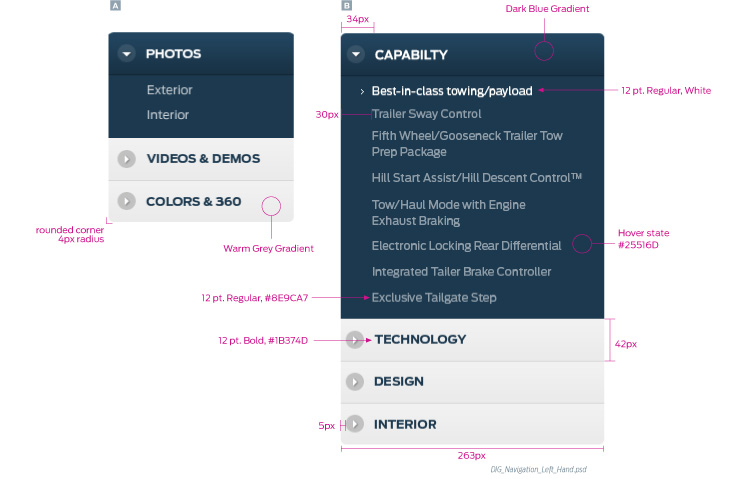 A
PHOTOS
Exterior
Interior
VIDEOS & DEMOS
COLORS & 360
rounded corner
4px radius
Warm Grey Gradient
B
34px
Dark Blue Gradient
CAPABILTY
Best-in-class towing/payload
12 pt. Regular, White
30px
Trailer Sway Control
Fifth Wheel/Gooseneck Trailer Tow
Prep Package
Hill Start Assist/Hill Descent Control™
Tow/Haul Mode with Engine
Exhaust Braking
Hover state
#25516D
Electronic Locking Rear Differential
Integrated Tailer Brake Controller
12 pt. Regular, #8E9CA7
Exclusive Tailgate Step
12 pt. Bold, #1B374D
TECHNOLOGY
42px
DESIGN
5px
INTERIOR
263px
DIG_Navigation_Left_Hand.psd